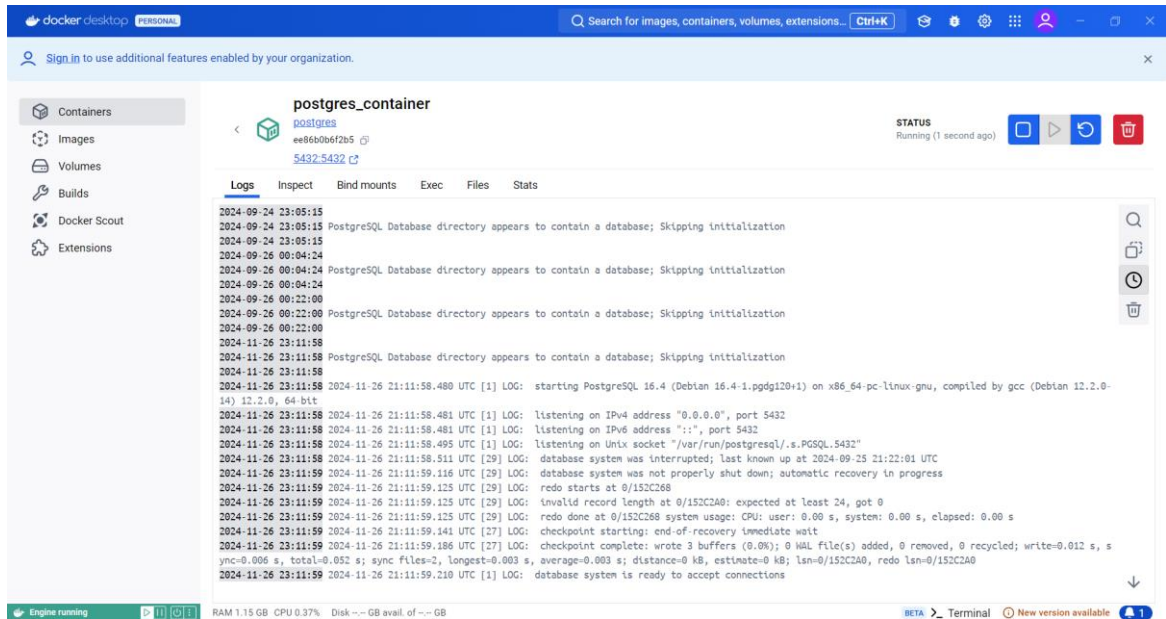 docker desktop PERSONAL
Search for images, containers, volumes, extensions... Ctrl+K
Sign in to use additional features enabled by your organization.
Containers
Images
Volumes
Builds
Docker Scout
Extensions
postgres_container
postgres
ee86b0b6f2b5
5432:5432
STATUS
Running (1 second ago)
Logs Inspect Bind mounts Exec Files Stats
2024-09-24 23:05:15
2024-09-24 23:05:15 PostgreSQL Database directory appears to contain a database; Skipping initialization
2024-09-24 23:05:15
2024-09-26 00:04:24
2024-09-26 00:04:24 PostgreSQL Database directory appears to contain a database; Skipping initialization
2024-09-26 00:04:24
2024-09-26 00:22:00
2024-09-26 00:22:00 PostgreSQL Database directory appears to contain a database; Skipping initialization
2024-09-26 00:22:00
2024-11-26 23:11:58
2024-11-26 23:11:58 PostgreSQL Database directory appears to contain a database; Skipping initialization
2024-11-26 23:11:58
2024-11-26 23:11:58 2024-11-26 21:11:58.480 UTC [1] LOG:  starting PostgreSQL 16.4 (Debian 16.4-1.pgdg120+1) on x86_64-pc-linux-gnu, compiled by gcc (Debian 12.2.0-
14) 12.2.0, 64-bit
2024-11-26 23:11:58 2024-11-26 21:11:58.481 UTC [1] LOG:  listening on IPv4 address "0.0.0.0", port 5432
2024-11-26 23:11:58 2024-11-26 21:11:58.481 UTC [1] LOG:  listening on IPv6 address "::", port 5432
2024-11-26 23:11:58 2024-11-26 21:11:58.495 UTC [1] LOG:  listening on Unix socket "/var/run/postgresql/.s.PGSQL.5432"
2024-11-26 23:11:58 2024-11-26 21:11:58.511 UTC [29] LOG:  database system was interrupted; last known up at 2024-09-25 21:22:01 UTC
2024-11-26 23:11:59 2024-11-26 21:11:59.116 UTC [29] LOG:  database system was not properly shut down; automatic recovery in progress
2024-11-26 23:11:59 2024-11-26 21:11:59.125 UTC [29] LOG:  redo starts at 0/152C268
2024-11-26 23:11:59 2024-11-26 21:11:59.125 UTC [29] LOG:  invalid record length at 0/152C2A0: expected at least 24, got 0
2024-11-26 23:11:59 2024-11-26 21:11:59.125 UTC [29] LOG:  redo done at 0/152C268 system usage: CPU: user: 0.00 s, system: 0.00 s, elapsed: 0.00 s
2024-11-26 23:11:59 2024-11-26 21:11:59.141 UTC [27] LOG:  checkpoint starting: end-of-recovery immediate wait
2024-11-26 23:11:59 2024-11-26 21:11:59.186 UTC [27] LOG:  checkpoint complete: wrote 3 buffers (0.0%); 0 WAL file(s) added, 0 removed, 0 recycled; write=0.012 s, s
ync=0.006 s, total=0.052 s; sync files=2, longest=0.003 s, average=0.003 s; distance=0 kB, estimate=0 kB; lsn=0/152C2A0, redo lsn=0/152C2A0
2024-11-26 23:11:59 2024-11-26 21:11:59.210 UTC [1] LOG:  database system is ready to accept connections
Engine running RAM 1.15 GB CPU 0.37% Disk --.-- GB avail. of --.-- GB BETA >_ Terminal New version available 1